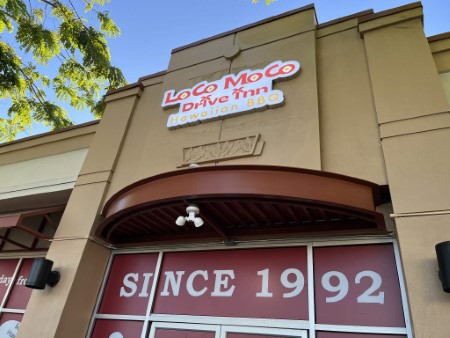 LOCO MOCO
DRIVE INN
Hawaiian BBQ
SINCE 1992